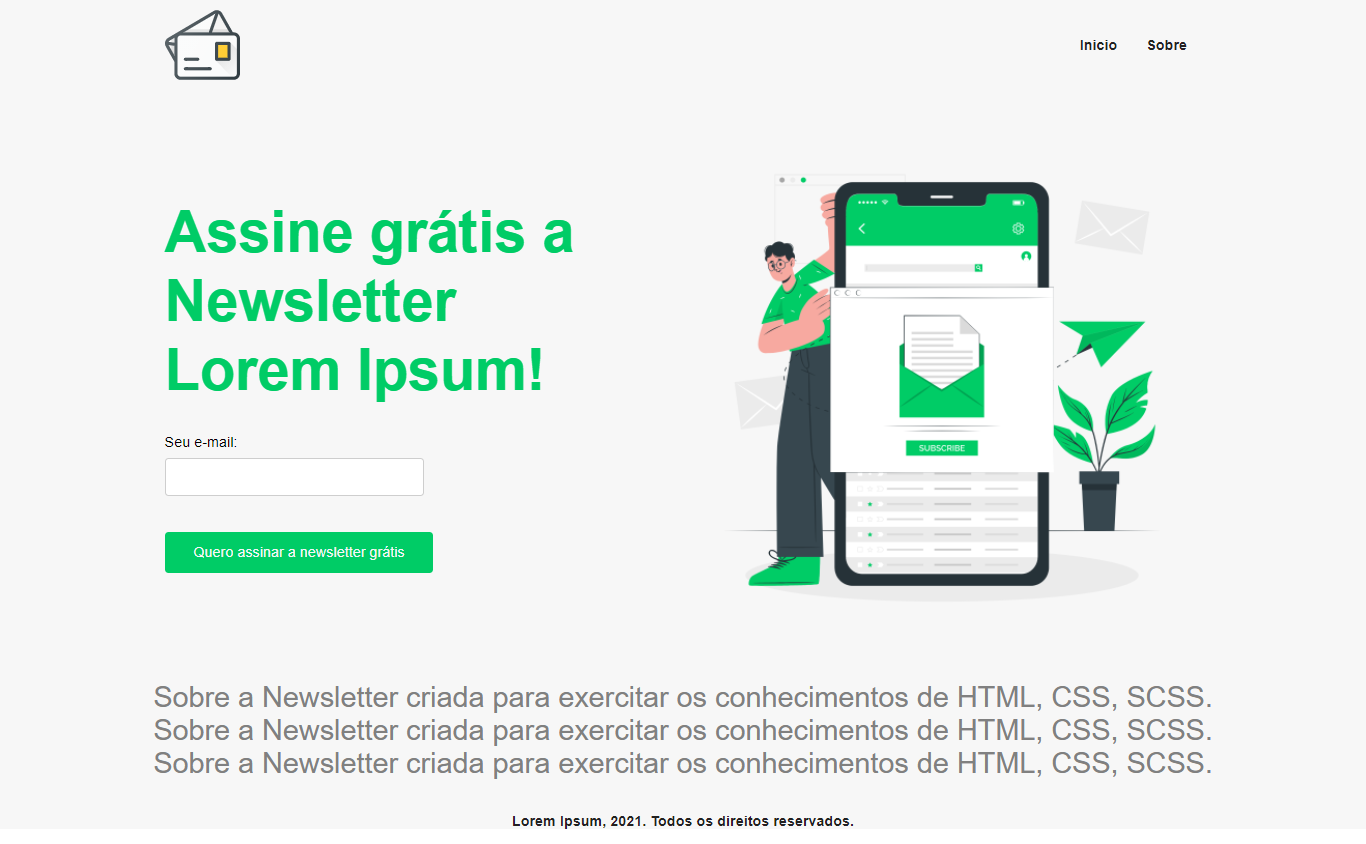 Inicio Sobre
Assine grátis a
Newsletter
Lorem Ipsum!
Seu e-mail:
Quero assinar a newsletter grátis
SUBSCRIBE
Sobre a Newsletter criada para exercitar os conhecimentos de HTML, CSS, SCSS.
Sobre a Newsletter criada para exercitar os conhecimentos de HTML, CSS, SCSS.
Sobre a Newsletter criada para exercitar os conhecimentos de HTML, CSS, SCSS.
Lorem Ipsum, 2021. Todos os direitos reservados.